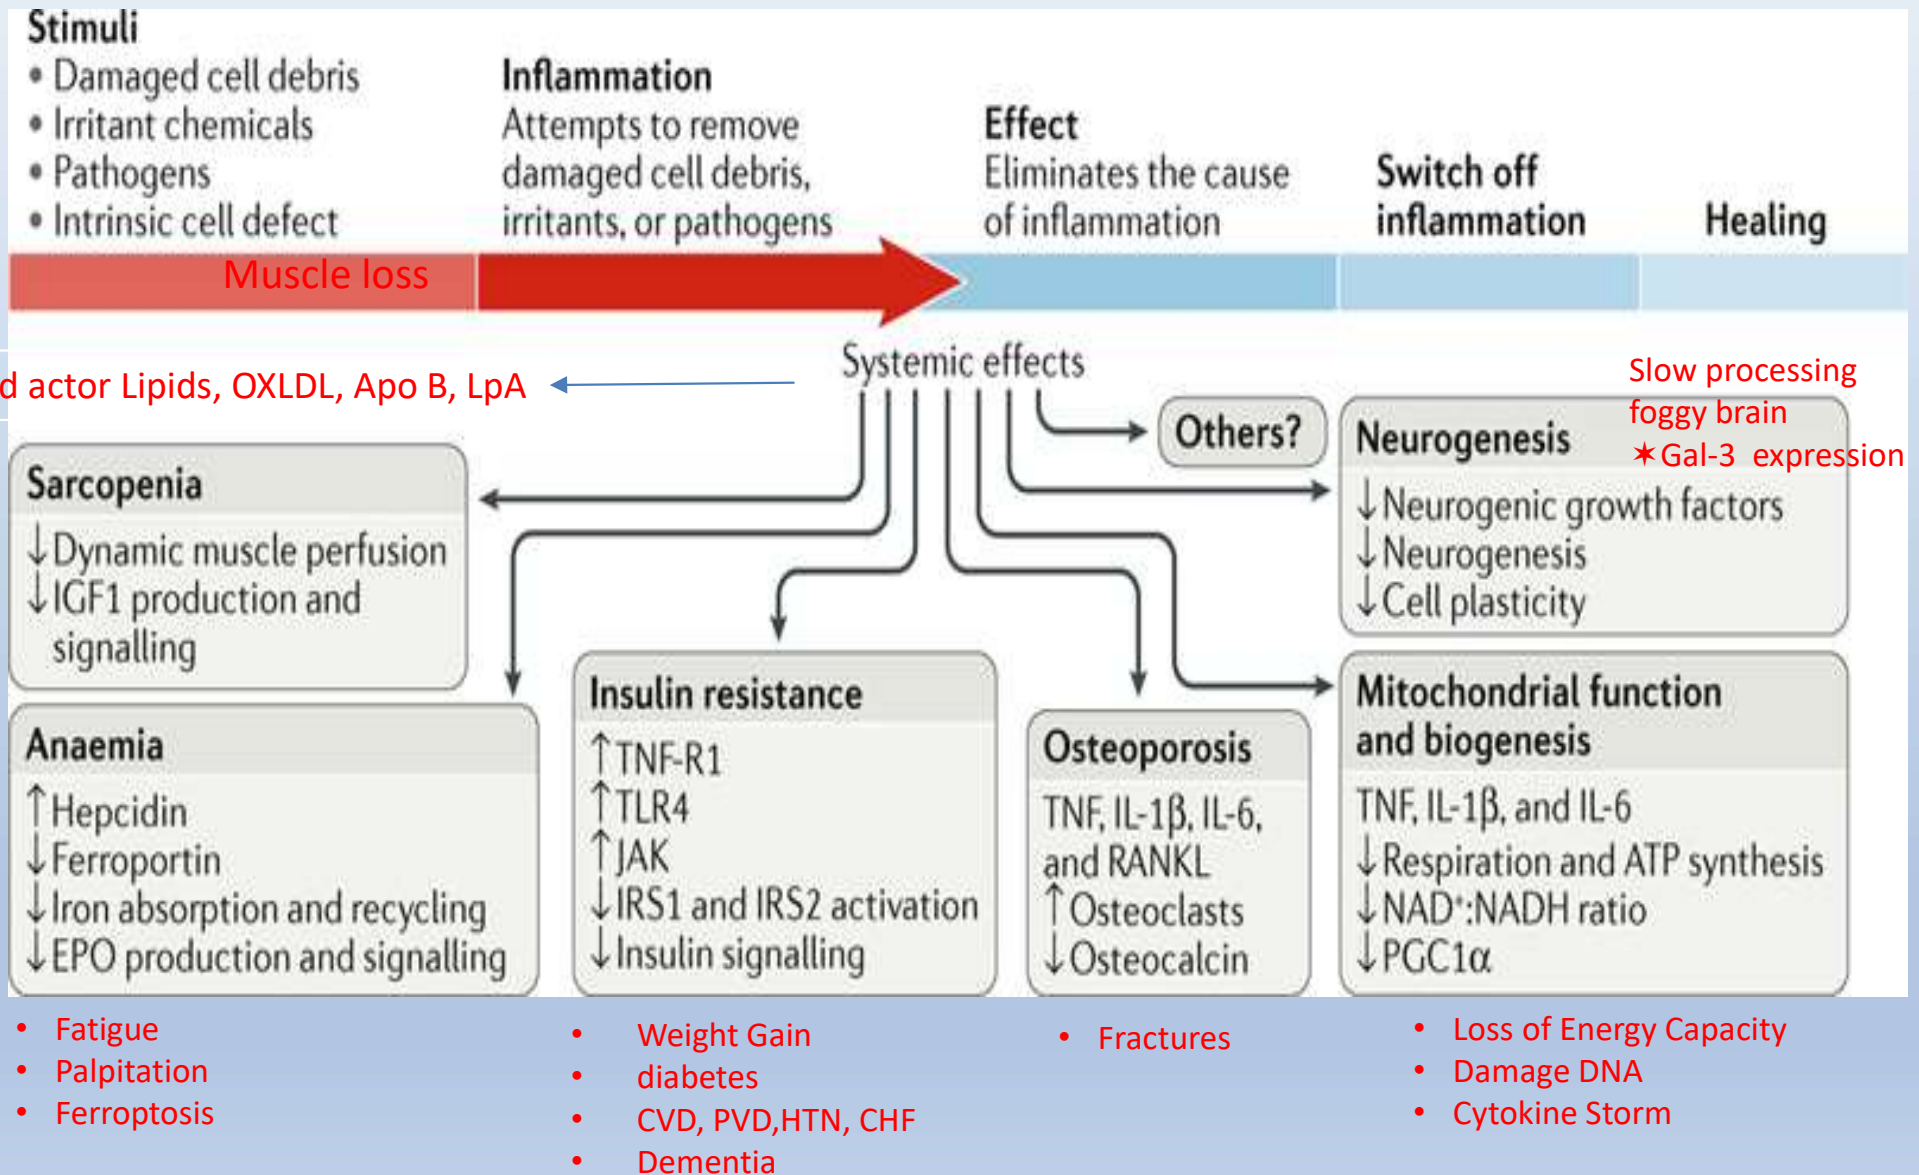 Stimuli
• Damaged cell debris
• Irritant chemicals
• Pathogens
• Intrinsic cell defect
Inflammation
Attempts to remove
damaged cell debris,
irritants, or pathogens
Effect
Eliminates the cause
of inflammation
Switch off
inflammation
Healing
Muscle loss
Systemic effects
d actor Lipids, OXLDL, Apo B, LpA
Others?
Slow processing
foggy brain
✶Gal-3 expression
Neurogenesis
↓Neurogenic growth factors
↓Neurogenesis
↓Cell plasticity
Sarcopenia
↓Dynamic muscle perfusion
↓IGF1 production and
signalling
Anaemia
↑Hepcidin
↓Ferroportin
↓Iron absorption and recycling
↓EPO production and signalling
Insulin resistance
↑TNF-R1
↑TLR4
↑JAK
↓IRS1 and IRS2 activation
↓Insulin signalling
Osteoporosis
TNF, IL-1β, IL-6,
and RANKL
↑Osteoclasts
↓Osteocalcin
Mitochondrial function
and biogenesis
TNF, IL-1β, and IL-6
↓Respiration and ATP synthesis
↓NAD⁺:NADH ratio
↓PGC1α
• Fatigue
• Palpitation
• Ferroptosis
• Weight Gain
• diabetes
• CVD, PVD,HTN, CHF
• Dementia
• Fractures
• Loss of Energy Capacity
• Damage DNA
• Cytokine Storm